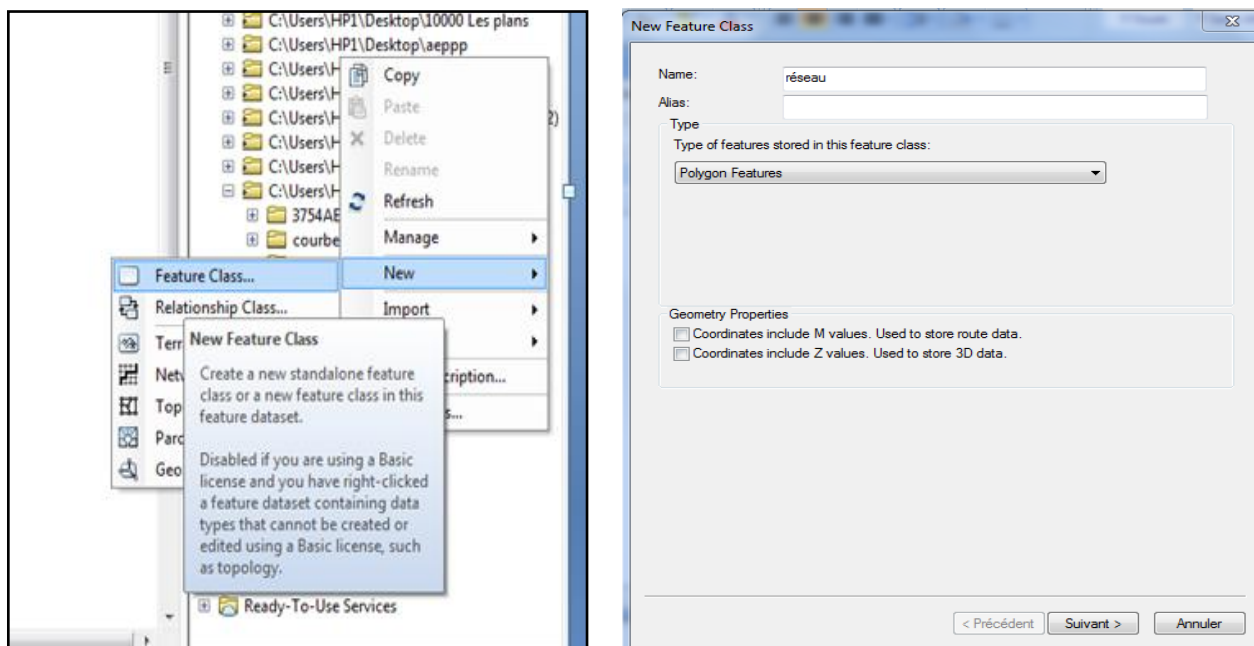 C:\Users\HP1\Desktop\10000 Les plans
C:\Users\HP1\Desktop\aeppp
C:\Users\H
C:\Users\H
C:\Users\H 2)
C:\Users\H
C:\Users\H
C:\Users\H
3754AE
courbe
Copy
Paste
Delete
Rename
Refresh
Manage
New
Import
cription...
s...
Feature Class...
Relationship Class...
Terr
Netv
Top
Parc
Geo
New Feature Class
Create a new standalone feature
class or a new feature class in this
feature dataset.
Disabled if you are using a Basic
license and you have right-clicked
a feature dataset containing data
types that cannot be created or
edited using a Basic license, such
as topology.
Ready-To-Use Services
New Feature Class
Name:
réseau
Alias:
Type
Type of features stored in this feature class:
Polygon Features
Geometry Properties
Coordinates include M values. Used to store route data.
Coordinates include Z values. Used to store 3D data.
< Précédent
Suivant >
Annuler